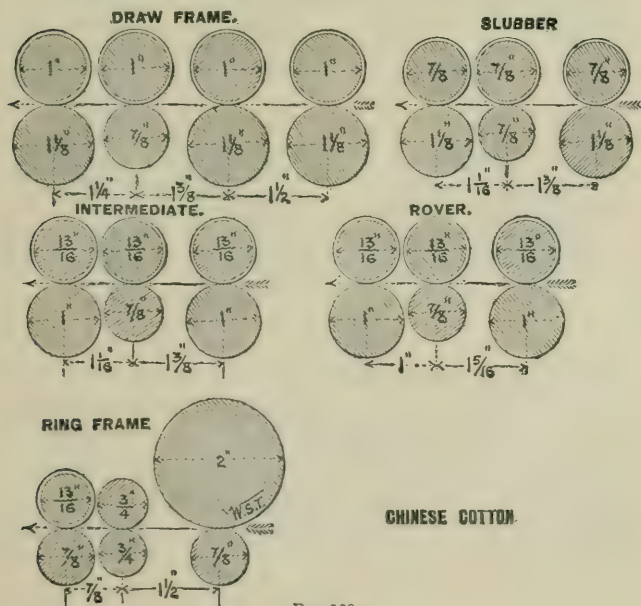 DRAW FRAME.
1" 1" 1" 1"
1 1/8" 7/8" 1 1/8" 1 1/8"
1 1/4" 1 3/8" 1 1/2"
SLUBBER
7/8" 7/8" 7/8"
1 1/8" 7/8" 1 1/8"
1 1/16" 1 3/8"
INTERMEDIATE.
13/16" 13/16" 13/16"
1" 7/8" 1"
1 1/16" 1 3/8"
ROVER.
13/16" 13/16" 13/16"
1" 7/8" 1"
1" 1 5/16"
RING FRAME
2"
W.S.T.
13/16" 3/4"
7/8" 3/4" 7/8"
7/8" 1 1/2"
CHINESE COTTON